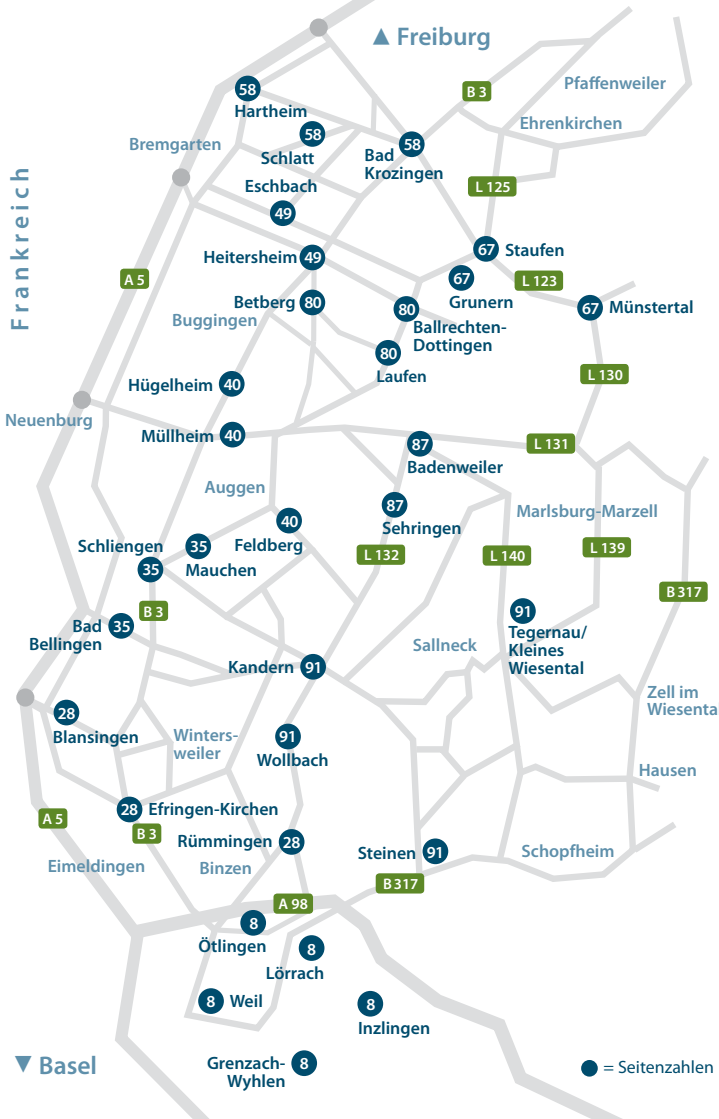 ▲ Freiburg
58
Hartheim
B 3
Pfaffenweiler
Ehrenkirchen
Bremgarten
58
Schlatt
58
Bad
Krozingen
Frankreich
Eschbach
49
L 125
Heitersheim 49
67 Staufen
A 5
67
Grunern
L 123
67 Münstertal
Betberg 80
Buggingen
80
Ballrechten-
Dottingen
80
Laufen
L 130
Hügelheim 40
Neuenburg
Müllheim 40
87
Badenweiler
L 131
Auggen
87
Sehringen
Marlsburg-Marzell
40
Feldberg
Schliengen
35
35
Mauchen
L 132
L 140
L 139
B 3
B 317
Bad
Bellingen
35
91
Tegernau/
Kleines
Wiesental
Sallneck
Kandern 91
Zell im
Wiesenta
28
Blansingen
Winters-
weiler
91
Wollbach
Hausen
28 Efringen-Kirchen
A 5
B 3
Rümmingen 28
Steinen 91
Schopfheim
Eimeldingen
Binzen
B 317
A 98
8
Ötlingen
8
Lörrach
8 Weil
8
Inzlingen
▼ Basel
Grenzach-
Wyhlen
8
= Seitenzahlen